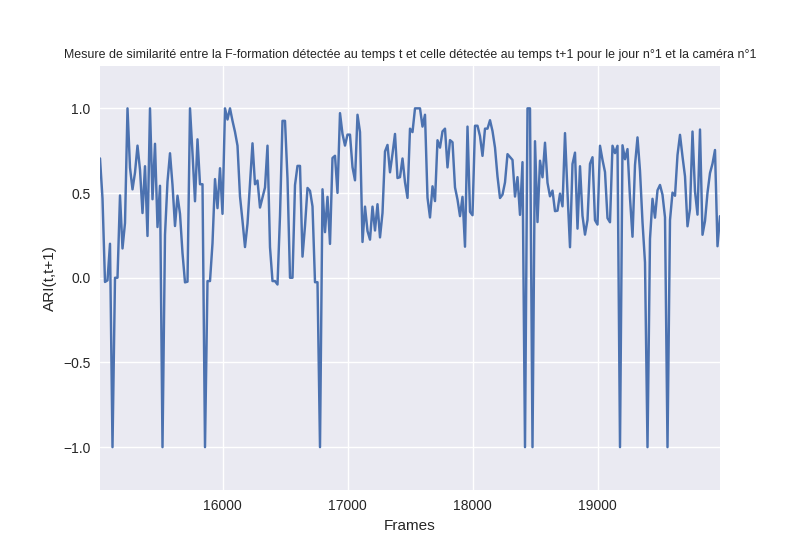 Mesure de similarité entre la F-formation détectée au temps t et celle détectée au temps t+1 pour le jour n°1 et la caméra n°1
1.0
0.5
0.0
−0.5
−1.0
ARI(t,t+1)
16000 17000 18000 19000
Frames